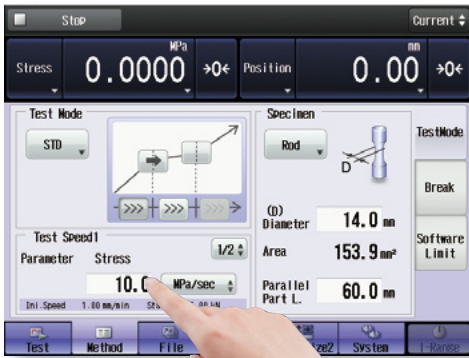 Stop
Current
Stress
0.0000 MPa
→0←
Position
0.00 mm
→0←
Test Mode
STD
Specimen
Rod
D
(D)
Diameter 14.0 mm
Area 153.9 mm²
Parallel
Part L. 60.0 mm
TestMode
Break
Software
Limit
Test Speed1
1/2
Parameter Stress
10. MPa/sec
Ini.Speed 1.00 mm/min
kN
Test
Method
File
System
I-Range